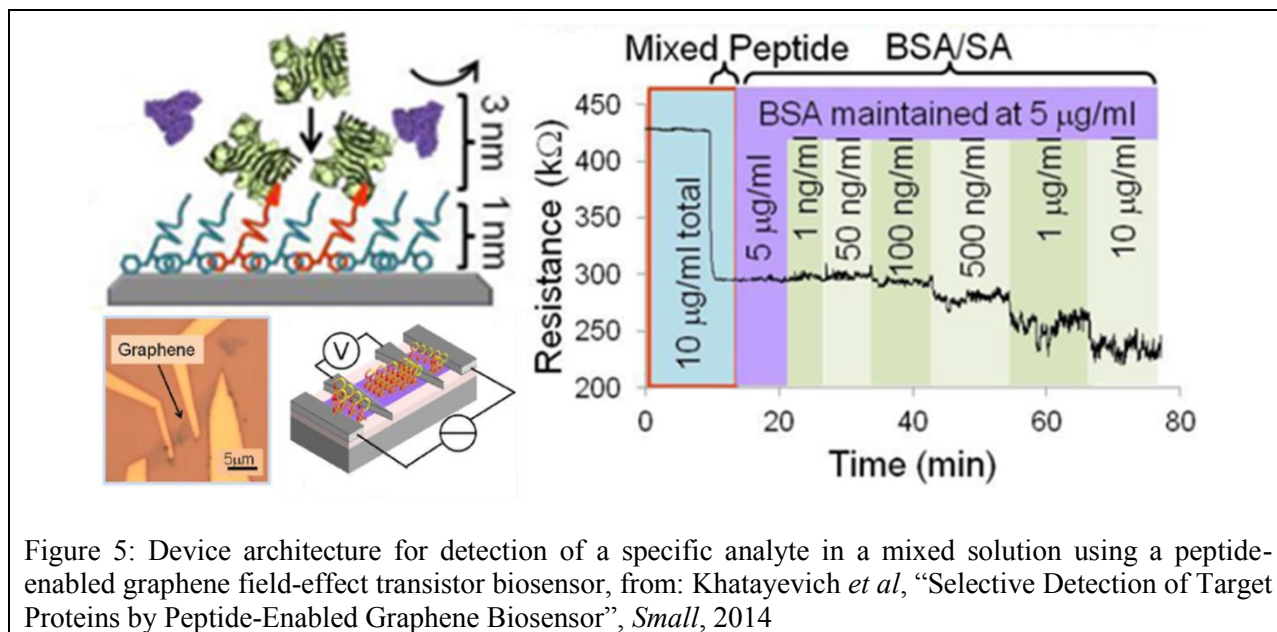 3 nm
1 nm
Graphene
5μm
V
Mixed Peptide
BSA/SA
BSA maintained at 5 μg/ml
10 μg/ml total
5 μg/ml
1 ng/ml
50 ng/ml
100 ng/ml
500 ng/ml
1 μg/ml
10 μg/ml
Resistance (kΩ)
450
400
350
300
250
200
0 20 40 60 80
Time (min)
Figure 5: Device architecture for detection of a specific analyte in a mixed solution using a peptide-
enabled graphene field-effect transistor biosensor, from: Khatayevich et al, “Selective Detection of Target
Proteins by Peptide-Enabled Graphene Biosensor”, Small, 2014